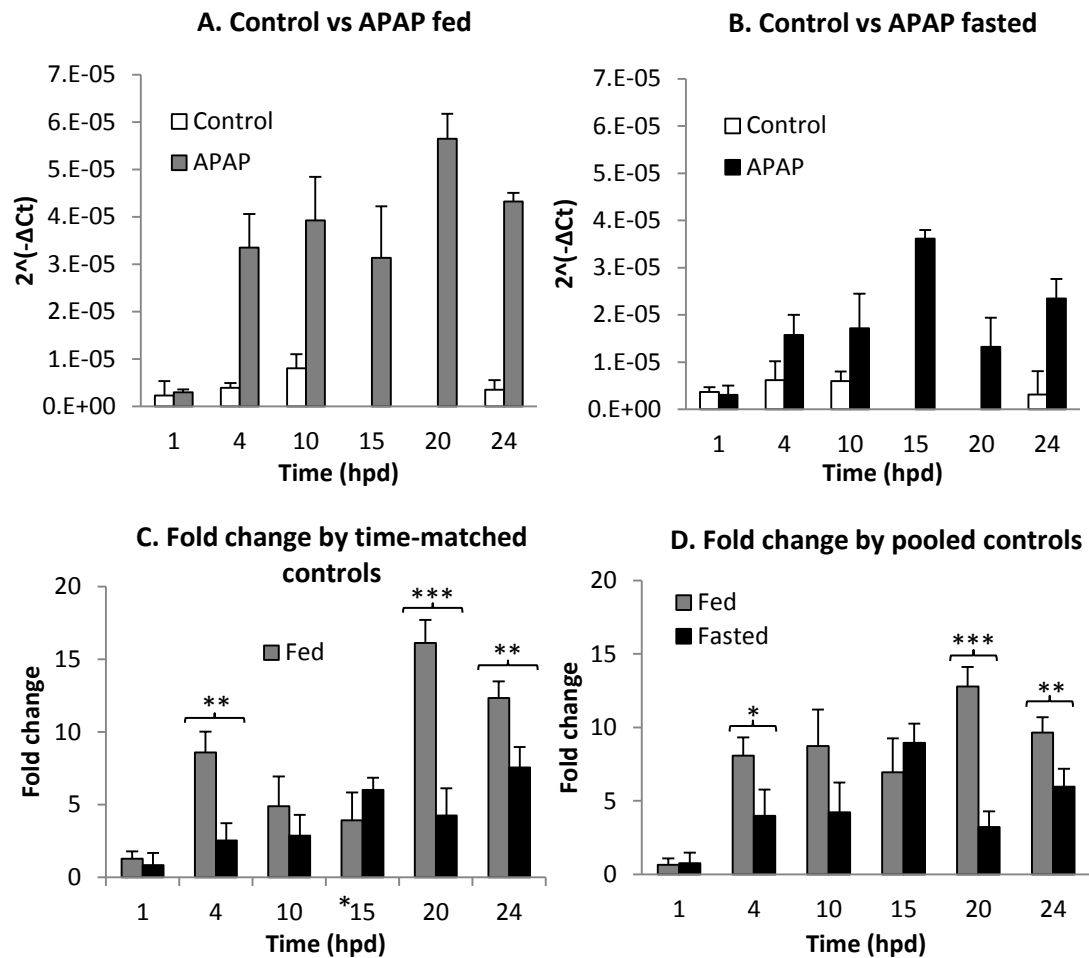 A. Control vs APAP fed
7.E-05
6.E-05
5.E-05
4.E-05
3.E-05
2.E-05
1.E-05
0.E+00
2^(-ΔCt)
Control
APAP
1 4 10 15 20 24
Time (hpd)
B. Control vs APAP fasted
7.E-05
6.E-05
5.E-05
4.E-05
3.E-05
2.E-05
1.E-05
0.E+00
2^(-ΔCt)
Control
APAP
1 4 10 15 20 24
Time (hpd)
C. Fold change by time-matched
controls
20
15
10
5
0
Fold change
Fed
**
***
**
1 4 10 *15 20 24
Time (hpd)
D. Fold change by pooled controls
20
15
10
5
0
Fold change
Fed
Fasted
*
***
**
1 4 10 15 20 24
Time (hpd)